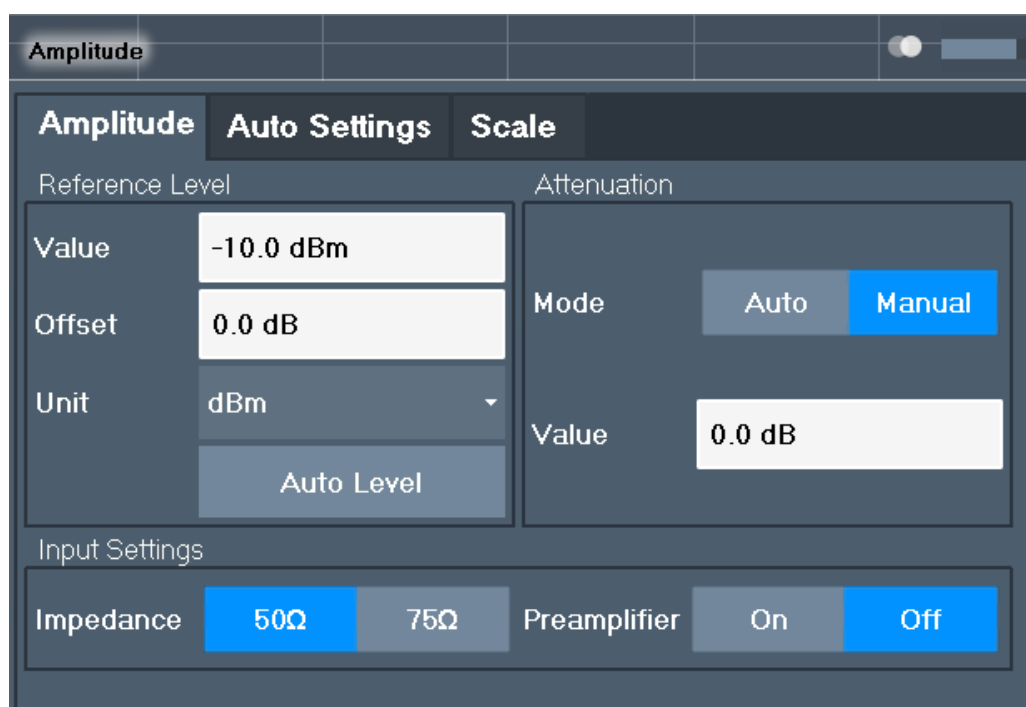 Amplitude
Amplitude Auto Settings Scale
Reference Level
Value -10.0 dBm
Offset 0.0 dB
Unit dBm
Auto Level
Attenuation
Mode Auto Manual
Value 0.0 dB
Input Settings
Impedance 50Ω 75Ω Preamplifier On Off